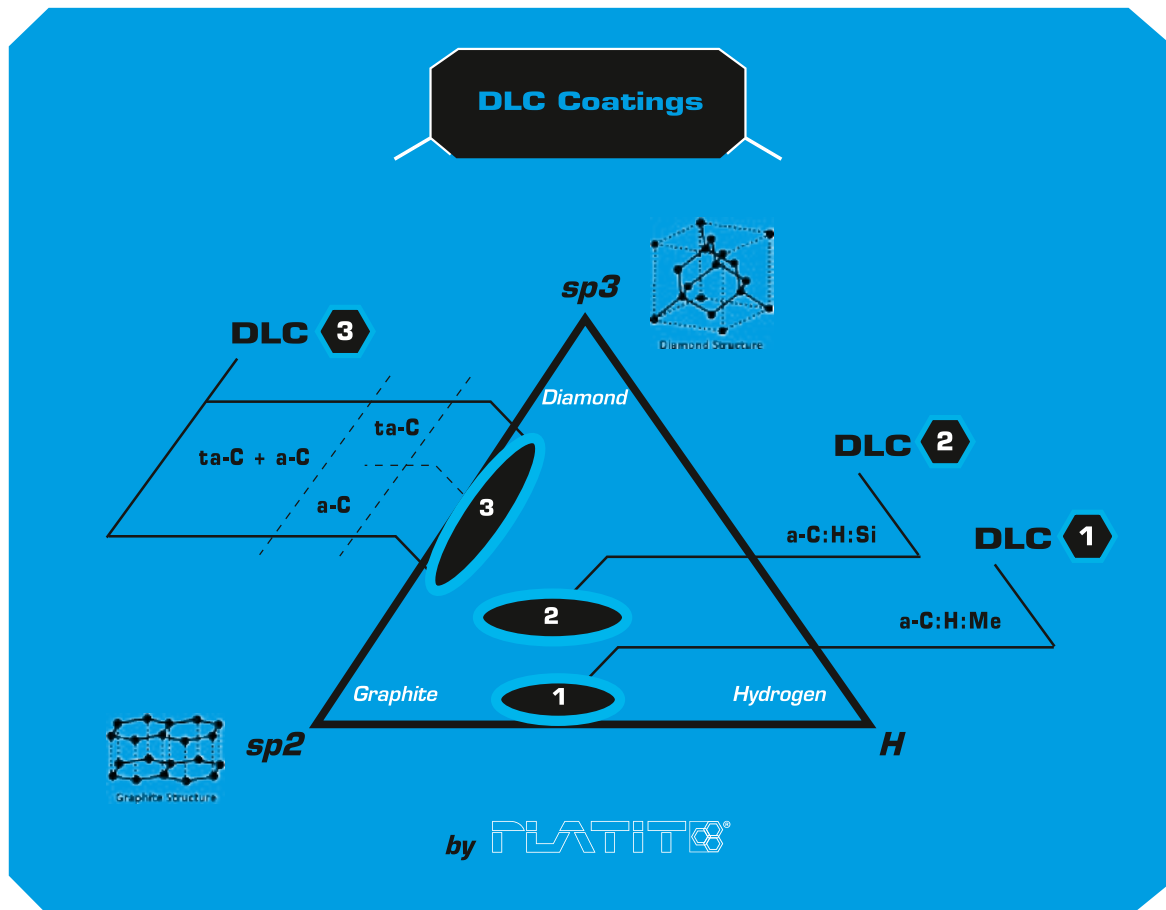 DLC Coatings
sp3
Diamond Structure
DLC 3
Diamond
ta-C
ta-C + a-C
a-C
3
DLC 2
a-C:H:Si
DLC 1
2
a-C:H:Me
Graphite
1
Hydrogen
sp2
H
Graphite Structure
by PLATIT®